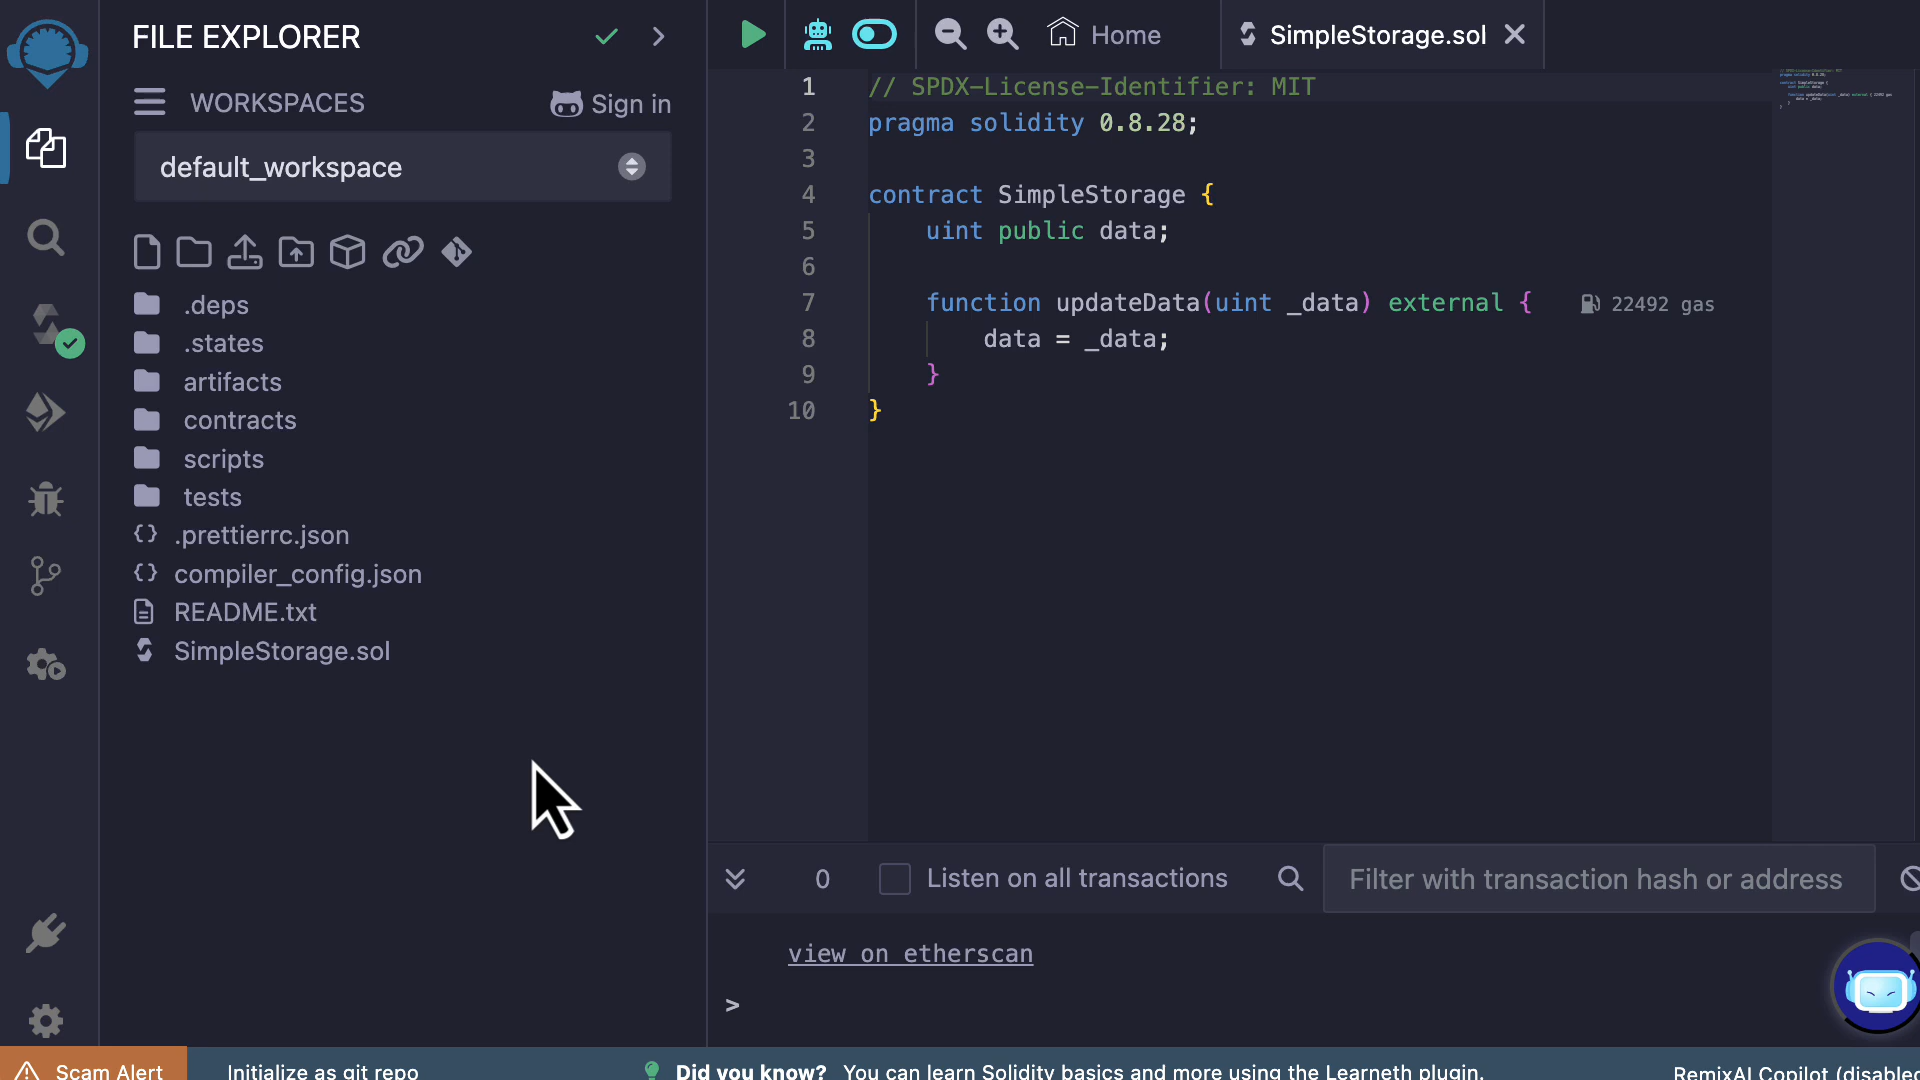 FILE EXPLORER
WORKSPACES
Sign in
default_workspace
.deps
.states
artifacts
contracts
scripts
tests
.prettierrc.json
compiler_config.json
README.txt
SimpleStorage.sol
Home
SimpleStorage.sol
1 // SPDX-License-Identifier: MIT
2 pragma solidity 0.8.28;
3
4 contract SimpleStorage {
5 uint public data;
6
7 function updateData(uint _data) external { 22492 gas
8 data = _data;
9 }
10 }
0
Listen on all transactions
Filter with transaction hash or address
view on etherscan
>
Scam Alert
Initialize as git repo
Did you know? You can learn Solidity basics and more using the Learneth plugin.
RemixAI Copilot (disabled